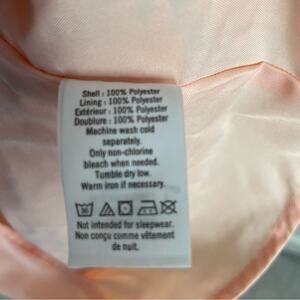 Shell : 100% Polyester
Lining : 100% Polyester
Extérieur : 100% Polyester
Doublure : 100% Polyester
Machine wash cold
separately.
Only non-chlorine
bleach when needed.
Tumble dry low.
Warm iron if necessary.
Not intended for sleepwear.
Non conçu comme vêtement
de nuit.